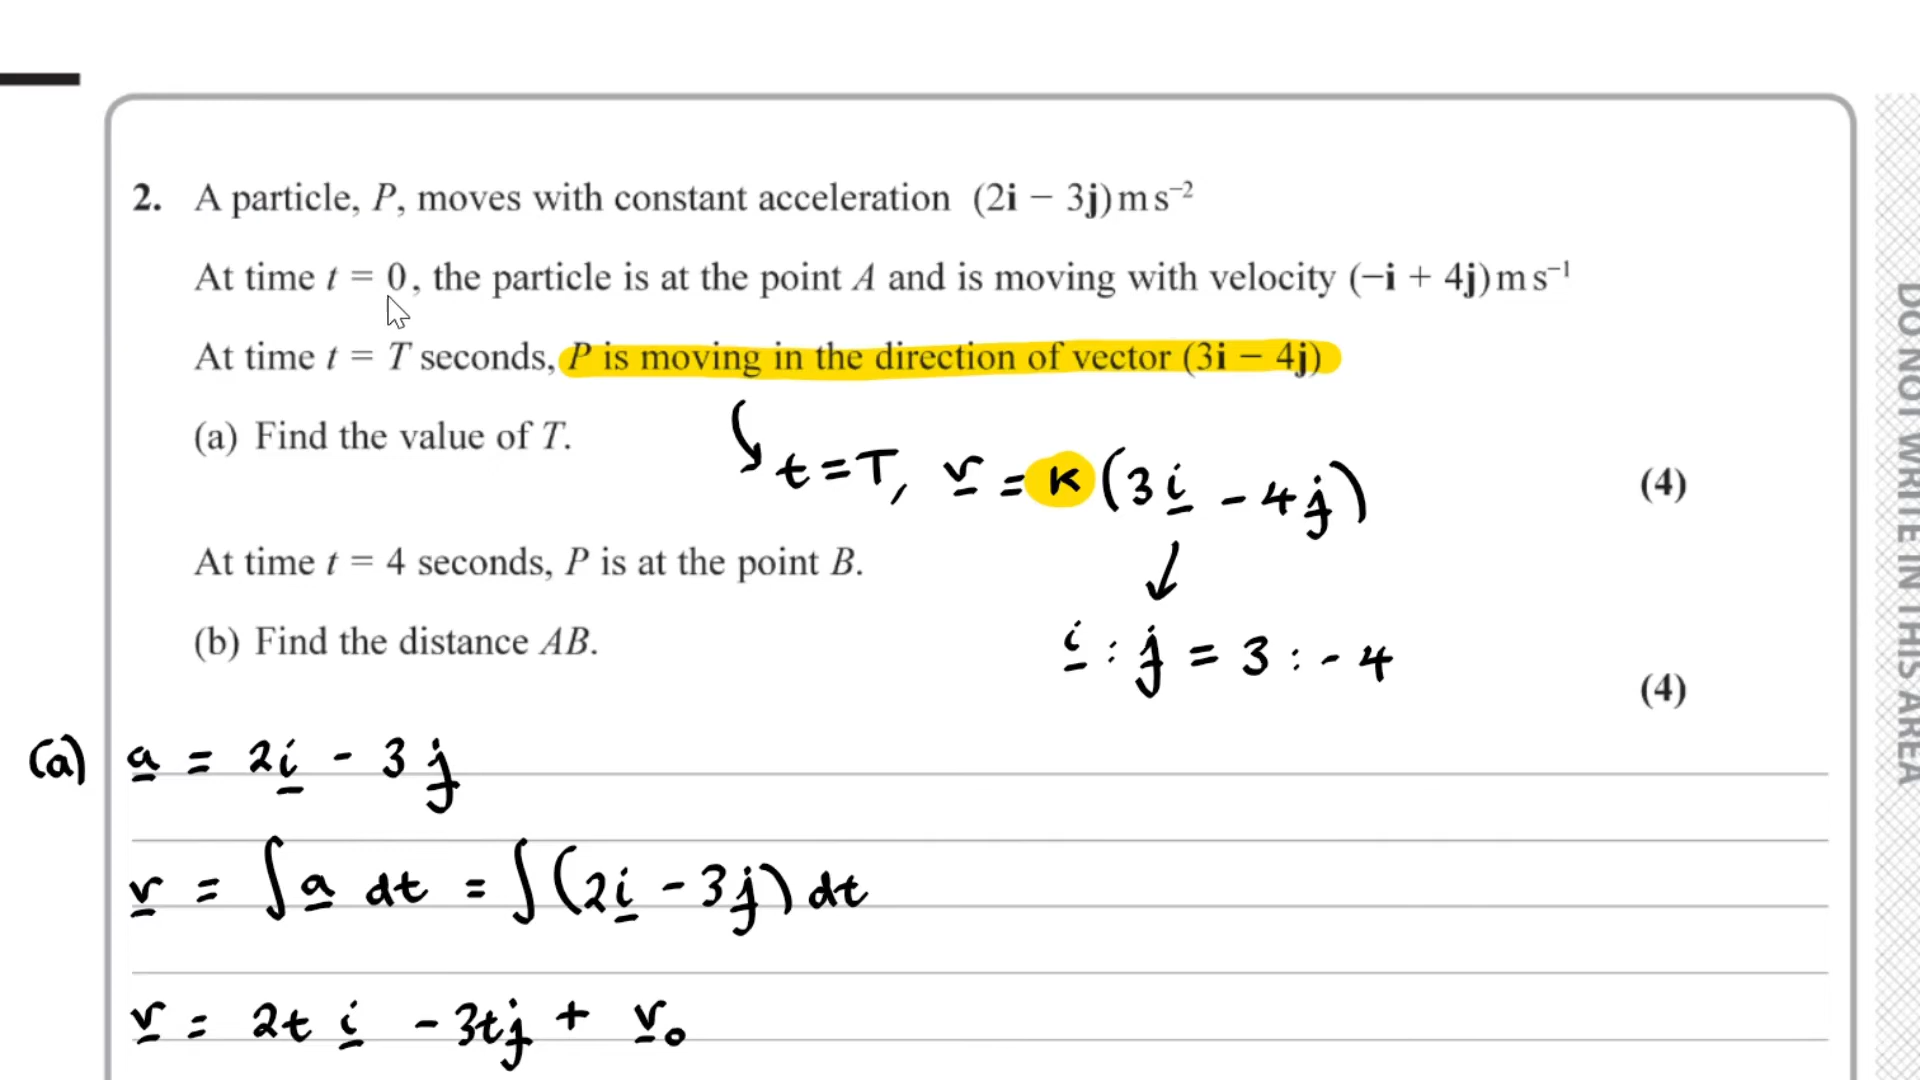 2. A particle, P, moves with constant acceleration (2i − 3j) m s⁻²
At time t = 0, the particle is at the point A and is moving with velocity (−i + 4j) m s⁻¹
At time t = T seconds, P is moving in the direction of vector (3i − 4j)
(a) Find the value of T.
t = T, v = K(3i - 4j)
(4)
At time t = 4 seconds, P is at the point B.
(b) Find the distance AB.
i : j = 3 : -4
(4)
(a) a = 2i - 3j
v = ∫ a dt = ∫(2i - 3j) dt
v = 2t i - 3tj + v₀
DO NOT WRITE IN THIS AREA